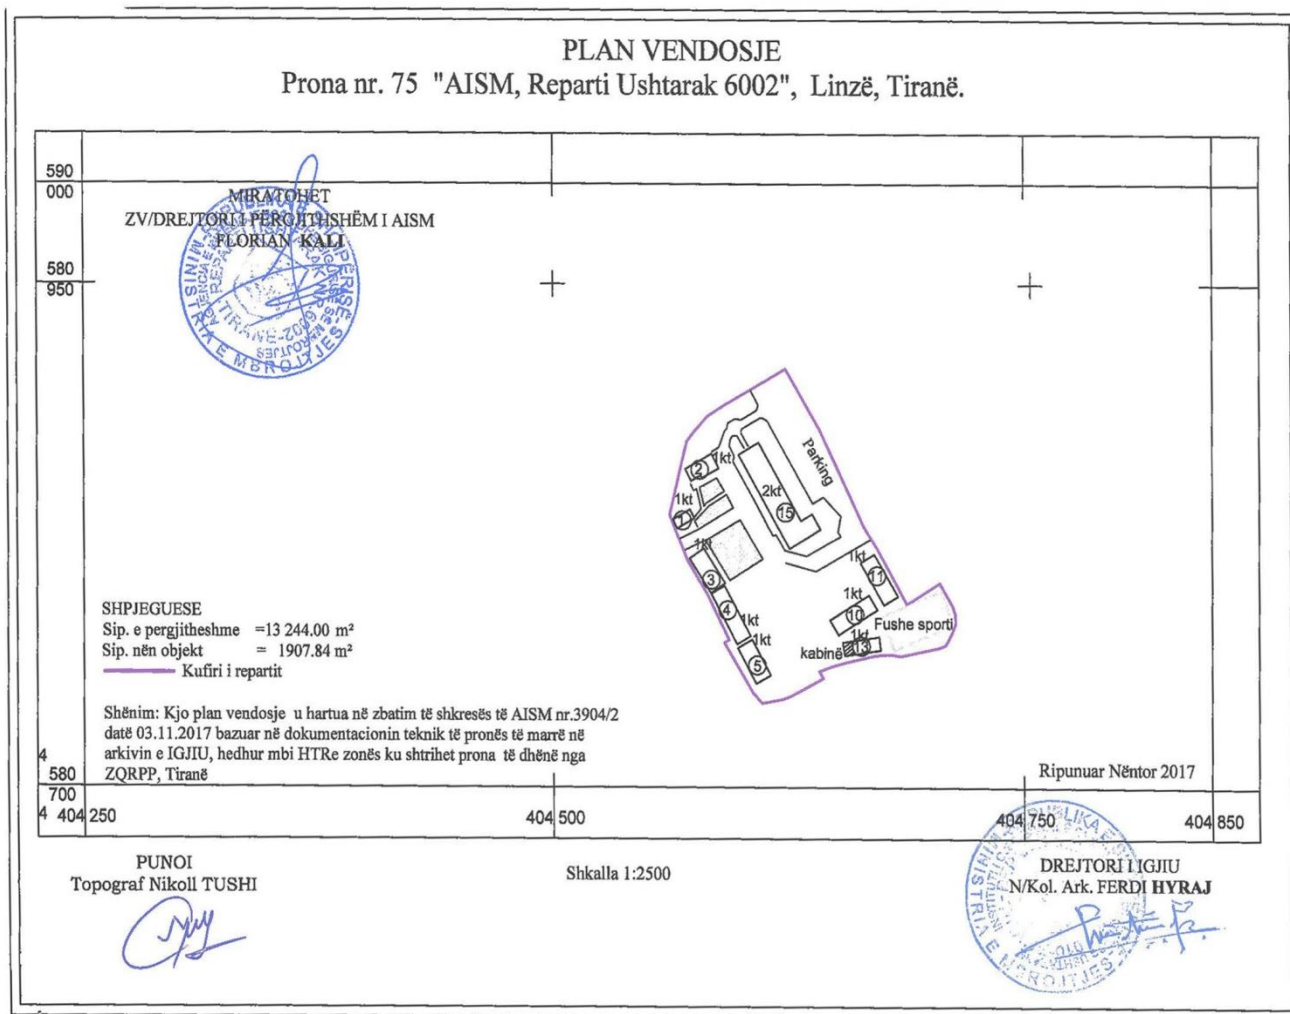 PLAN VENDOSJE
Prona nr. 75 "AISM, Reparti Ushtarak 6002", Linzë, Tiranë.
590
000
MIRATOHET
ZV/DREJTORI I PËRGJITHSHËM I AISM
FLORIAN KALI
580
950
TIRANE-2009
Parking
1kt
2
1kt
1
2kt
15
1kt
3
4
1kt
1kt
5
1kt
11
1kt
10
1kt
13
kabinë
Fushe sporti
SHPJEGUESE
Sip. e pergjitheshme =13 244.00 m²
Sip. nën objekt = 1907.84 m²
Kufiri i repartit
Shënim: Kjo plan vendosje u hartua në zbatim të shkresës të AISM nr.3904/2
datë 03.11.2017 bazuar në dokumentacionin teknik të pronës të marrë në
arkivin e IGJIU, hedhur mbi HTRe zonës ku shtrihet prona të dhënë nga
ZQRPP, Tiranë
Ripunuar Nëntor 2017
4
580
700
4 404 250
404 500
404 750
404 850
PUNOI
Topograf Nikoll TUSHI
Shkalla 1:2500
DREJTORI I IGJIU
N/Kol. Ark. FERDI HYRAJ